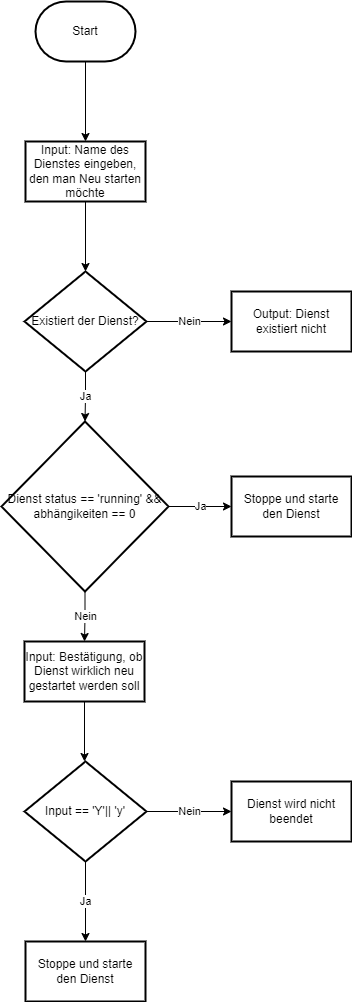 Start
Input: Name des
Dienstes eingeben,
den man Neu starten
möchte
Existiert der Dienst?
Nein
Output: Dienst
existiert nicht
Ja
Dienst status == 'running' &&
abhängikeiten == 0
Ja
Stoppe und starte
den Dienst
Nein
Input: Bestätigung, ob
Dienst wirklich neu
gestartet werden soll
Input == 'Y'|| 'y'
Nein
Dienst wird nicht
beendet
Ja
Stoppe und starte
den Dienst